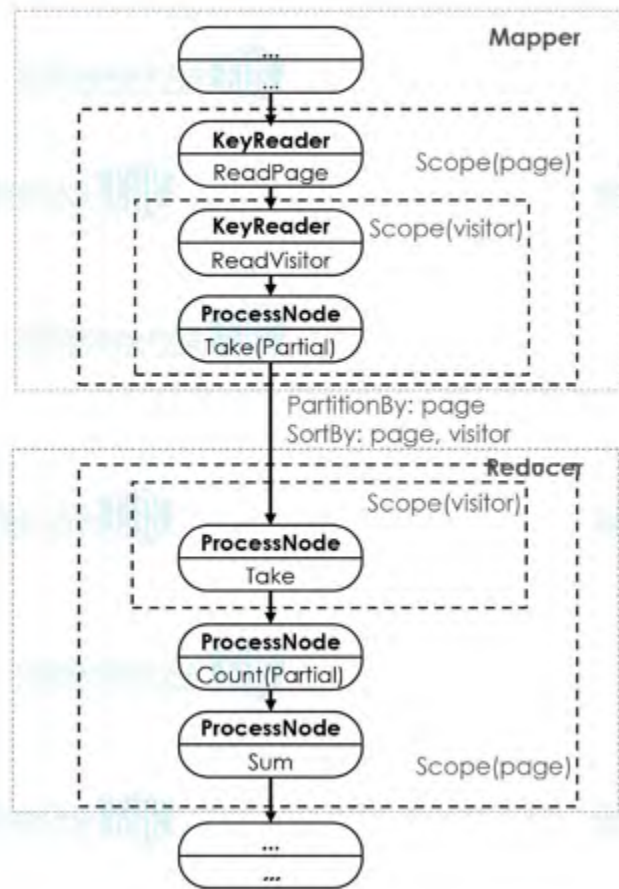 Mapper
...
...
KeyReader
ReadPage
Scope(page)
KeyReader
ReadVisitor
Scope(visitor)
ProcessNode
Take(Partial)
PartitionBy: page
SortBy: page, visitor
Reducer
Scope(visitor)
ProcessNode
Take
ProcessNode
Count(Partial)
ProcessNode
Sum
Scope(page)
...
,,,